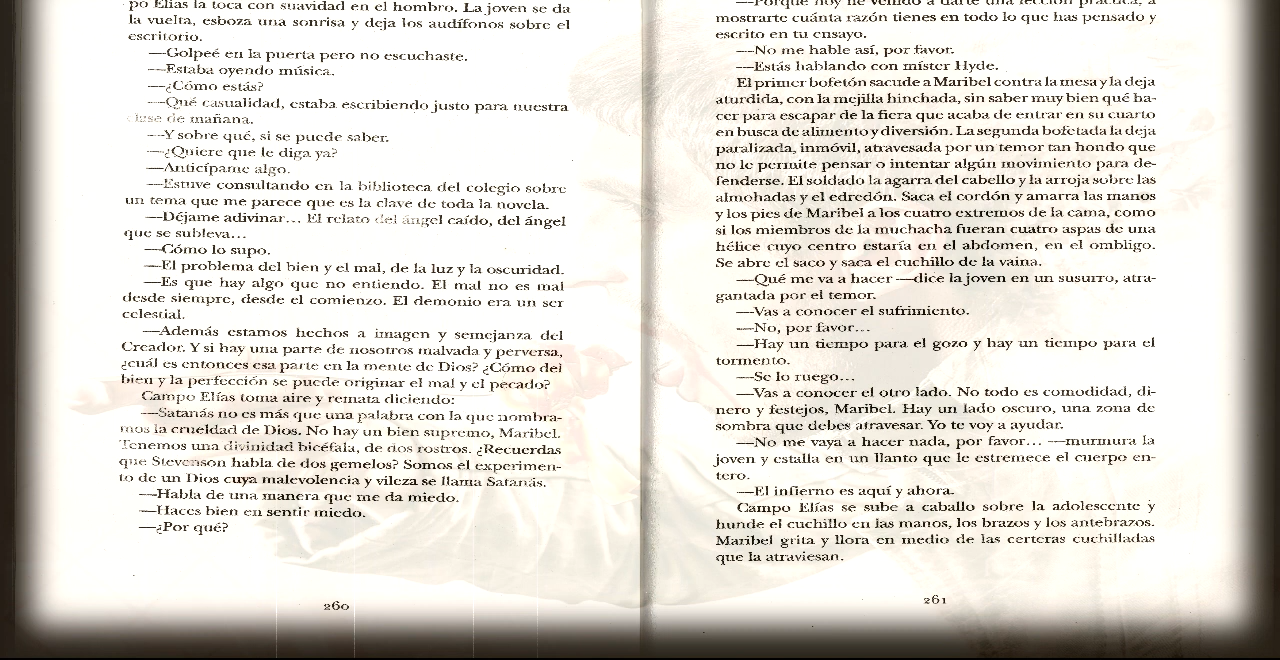 po Elías la toca con suavidad en el hombro. La joven se da
la vuelta, esboza una sonrisa y deja los audífonos sobre el
escritorio.
—Golpeé en la puerta pero no escuchaste.
—Estaba oyendo música.
—¿Cómo estás?
—Qué casualidad, estaba escribiendo justo para nuestra
clase de mañana.
—Y sobre qué, si se puede saber.
—¿Quiere que le diga ya?
—Anticípame algo.
—Estuve consultando en la biblioteca del colegio sobre
un tema que me parece que es la clave de toda la novela.
—Déjame adivinar... El relato del ángel caído, del ángel
que se subleva...
—Cómo lo supo.
—El problema del bien y el mal, de la luz y la oscuridad.
—Es que hay algo que no entiendo. El mal no es mal
desde siempre, desde el comienzo. El demonio era un ser
celestial.
—Además estamos hechos a imagen y semejanza del
Creador. Y si hay una parte de nosotros malvada y perversa,
¿cuál es entonces esa parte en la mente de Dios? ¿Cómo del
bien y la perfección se puede originar el mal y el pecado?
Campo Elías toma aire y remata diciendo:
—Satanás no es más que una palabra con la que nombra-
mos la crueldad de Dios. No hay un bien supremo, Maribel.
Tenemos una divinidad bicéfala, de dos rostros. ¿Recuerdas
que Stevenson habla de dos gemelos? Somos el experimen-
to de un Dios cuya malevolencia y vileza se llama Satanás.
—Habla de una manera que me da miedo.
—Haces bien en sentir miedo.
—¿Por qué?
260
—Porque hoy he venido a darte una lección práctica, a
mostrarte cuánta razón tienes en todo lo que has pensado y
escrito en tu ensayo.
—No me hable así, por favor.
—Estás hablando con míster Hyde.
El primer bofetón sacude a Maribel contra la mesa y la deja
aturdida, con la mejilla hinchada, sin saber muy bien qué ha-
cer para escapar de la fiera que acaba de entrar en su cuarto
en busca de alimento y diversión. La segunda bofetada la deja
paralizada, inmóvil, atravesada por un temor tan hondo que
no le permite pensar o intentar algún movimiento para de-
fenderse. El soldado la agarra del cabello y la arroja sobre las
almohadas y el edredón. Saca el cordón y amarra las manos
y los pies de Maribel a los cuatro extremos de la cama, como
si los miembros de la muchacha fueran cuatro aspas de una
hélice cuyo centro estaría en el abdomen, en el ombligo.
Se abre el saco y saca el cuchillo de la vaina.
—Qué me va a hacer —dice la joven en un susurro, atra-
gantada por el temor.
—Vas a conocer el sufrimiento.
—No, por favor...
—Hay un tiempo para el gozo y hay un tiempo para el
tormento.
—Se lo ruego...
—Vas a conocer el otro lado. No todo es comodidad, di-
nero y festejos, Maribel. Hay un lado oscuro, una zona de
sombra que debes atravesar. Yo te voy a ayudar.
—No me vaya a hacer nada, por favor... —murmura la
joven y estalla en un llanto que le estremece el cuerpo en-
tero.
—El infierno es aquí y ahora.
Campo Elías se sube a caballo sobre la adolescente y
hunde el cuchillo en las manos, los brazos y los antebrazos.
Maribel grita y llora en medio de las certeras cuchilladas
que la atraviesan.
261